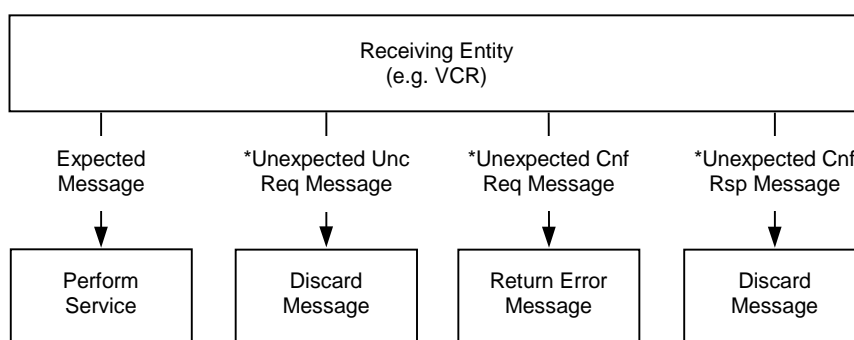 Receiving Entity
(e.g. VCR)
Expected
Message
*Unexpected Unc
Req Message
*Unexpected Cnf
Req Message
*Unexpected Cnf
Rsp Message
Perform
Service
Discard
Message
Return Error
Message
Discard
Message